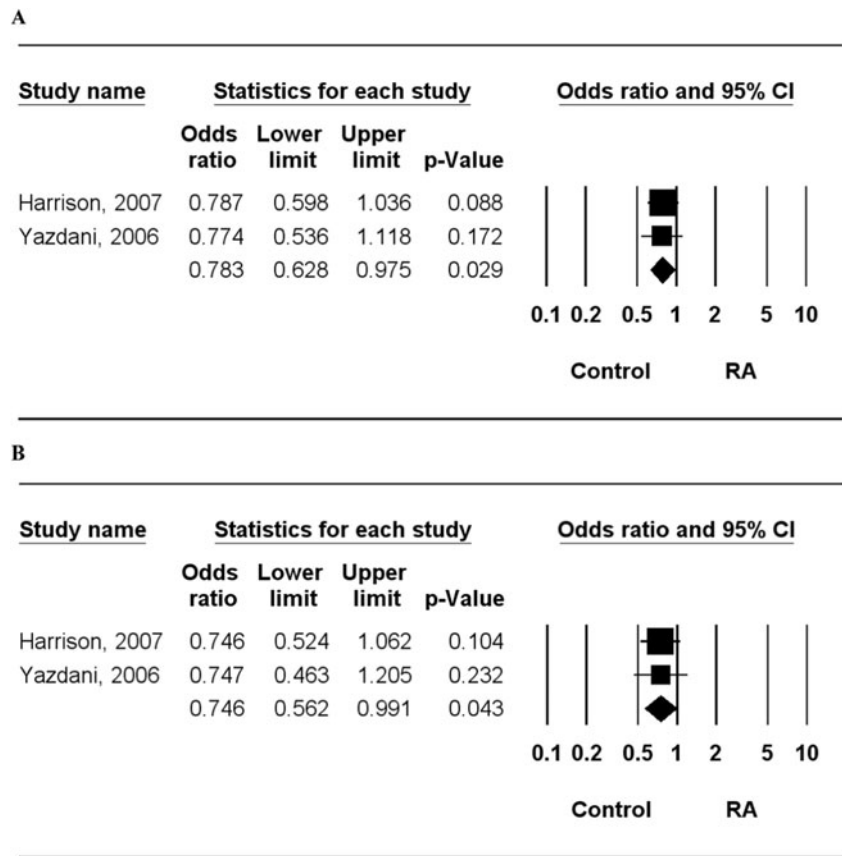 A
Study name Statistics for each study Odds ratio and 95% CI
Odds Lower Upper
ratio limit limit p-Value
Harrison, 2007 0.787 0.598 1.036 0.088
Yazdani, 2006 0.774 0.536 1.118 0.172
0.783 0.628 0.975 0.029
0.1 0.2 0.5 1 2 5 10
Control RA
B
Study name Statistics for each study Odds ratio and 95% CI
Odds Lower Upper
ratio limit limit p-Value
Harrison, 2007 0.746 0.524 1.062 0.104
Yazdani, 2006 0.747 0.463 1.205 0.232
0.746 0.562 0.991 0.043
0.1 0.2 0.5 1 2 5 10
Control RA